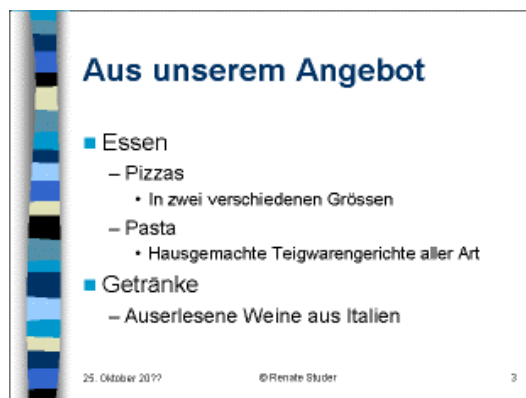 Aus unserem Angebot
Essen
– Pizzas
• In zwei verschiedenen Grössen
– Pasta
• Hausgemachte Teigwarengerichte aller Art
Getränke
– Auserlesene Weine aus Italien
25. Oktober 20?? © Renate Studer 3